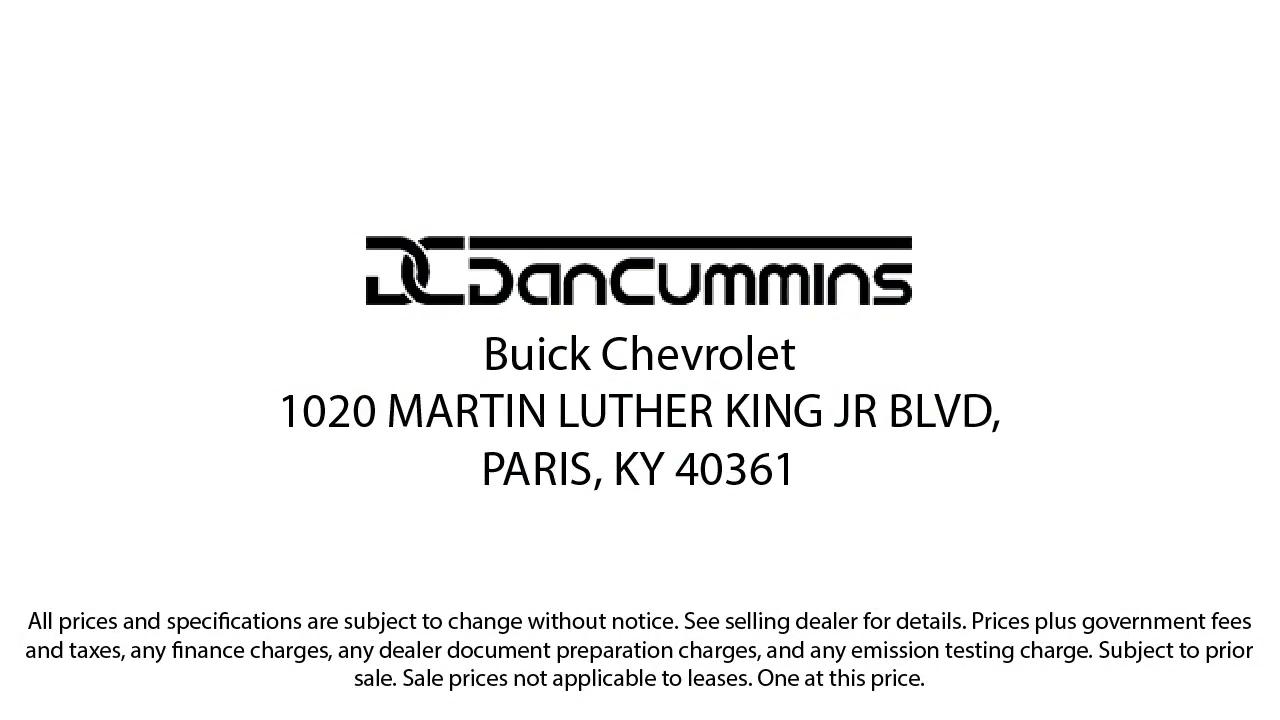 DC DanCummins
Buick Chevrolet
1020 MARTIN LUTHER KING JR BLVD,
PARIS, KY 40361
All prices and specifications are subject to change without notice. See selling dealer for details. Prices plus government fees
and taxes, any finance charges, any dealer document preparation charges, and any emission testing charge. Subject to prior
sale. Sale prices not applicable to leases. One at this price.